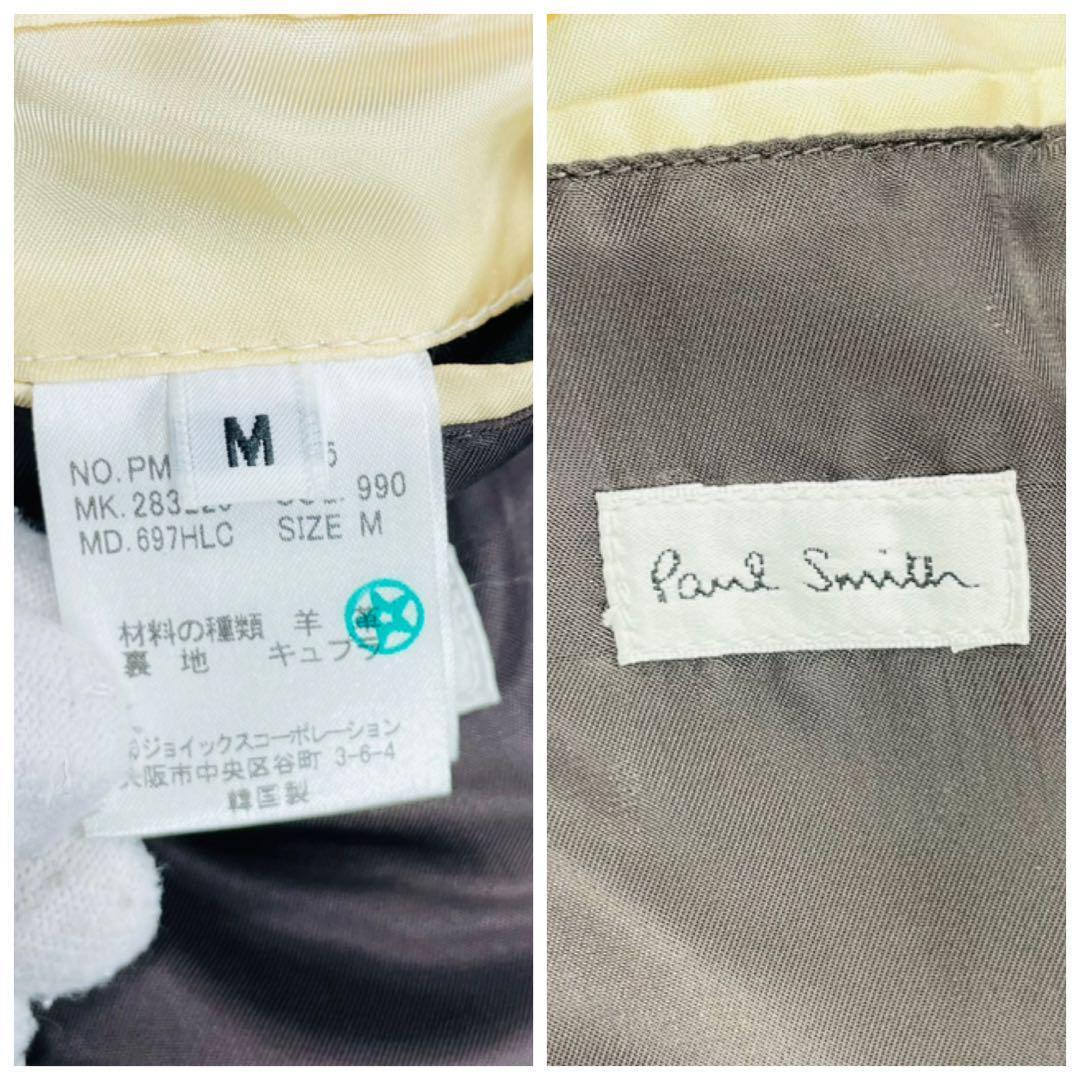 M
NO.PM 5
MK.283 990
MD.697HLC SIZE M
材料の種類 羊 革
裏 地 キュプラ
ジョイックスコーポレーション
大阪市中央区谷町 3-6-4
韓国製
Paul Smith